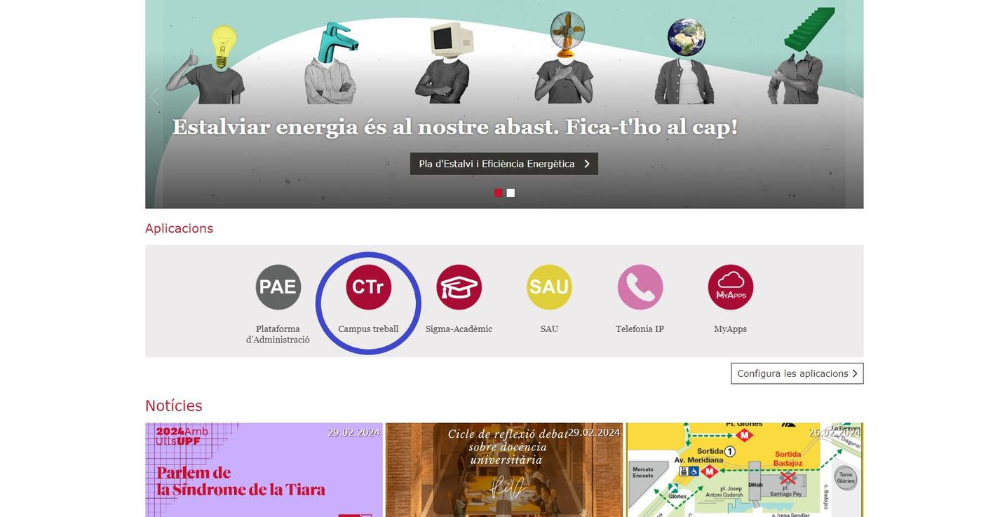 Estalviar energia és al nostre abast. Fica-t'ho al cap!
Pla d'Estalvi i Eficiència Energètica
Aplicacions
PAE
CTr
SAU
MYAPPS
Plataforma
d'Administració
Campus treball
Sigma-Acadèmic
SAU
Telefonia IP
MyApps
Configura les aplicacions
Notícies
2024Amb
UllsUPF
29.02.2024
Parlem de
la Síndrome de la Tiara
Cicle de reflexió debat
29.02.2024
sobre docència
universitària
26.02.2024
Pl. Glòries
M
Sortida 1
Av. Meridiana
M
Sortida
Badajoz
Mercats
Encants
Glòries
pl. Josep
Antoni Coderch
DHub
pl.
Santiago Pey
c. Badajoz
Torre
Glòries
Diagonal
c. Irena Sendler